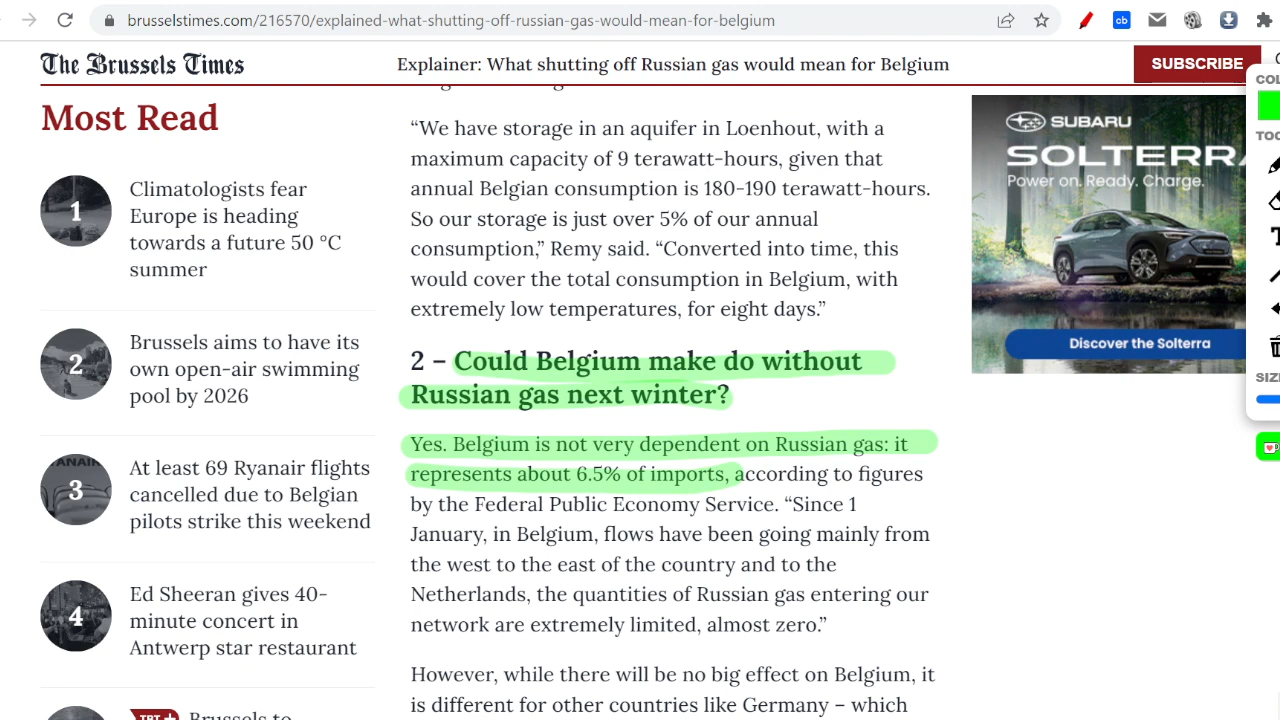 brusselstimes.com/216570/explained-what-shutting-off-russian-gas-would-mean-for-belgium
cb
The Brussels Times
Explainer: What shutting off Russian gas would mean for Belgium
SUBSCRIBE
Most Read
1
Climatologists fear
Europe is heading
towards a future 50 °C
summer
2
Brussels aims to have its
own open-air swimming
pool by 2026
3
At least 69 Ryanair flights
cancelled due to Belgian
pilots strike this weekend
4
Ed Sheeran gives 40-
minute concert in
Antwerp star restaurant
Brussels to
“We have storage in an aquifer in Loenhout, with a
maximum capacity of 9 terawatt-hours, given that
annual Belgian consumption is 180-190 terawatt-hours.
So our storage is just over 5% of our annual
consumption,” Remy said. “Converted into time, this
would cover the total consumption in Belgium, with
extremely low temperatures, for eight days.”
2 – Could Belgium make do without
Russian gas next winter?
Yes. Belgium is not very dependent on Russian gas: it
represents about 6.5% of imports, according to figures
by the Federal Public Economy Service. “Since 1
January, in Belgium, flows have been going mainly from
the west to the east of the country and to the
Netherlands, the quantities of Russian gas entering our
network are extremely limited, almost zero.”
However, while there will be no big effect on Belgium, it
is different for other countries like Germany – which
SUBARU
SOLTERRA
Power on. Ready. Charge.
Discover the Solterra